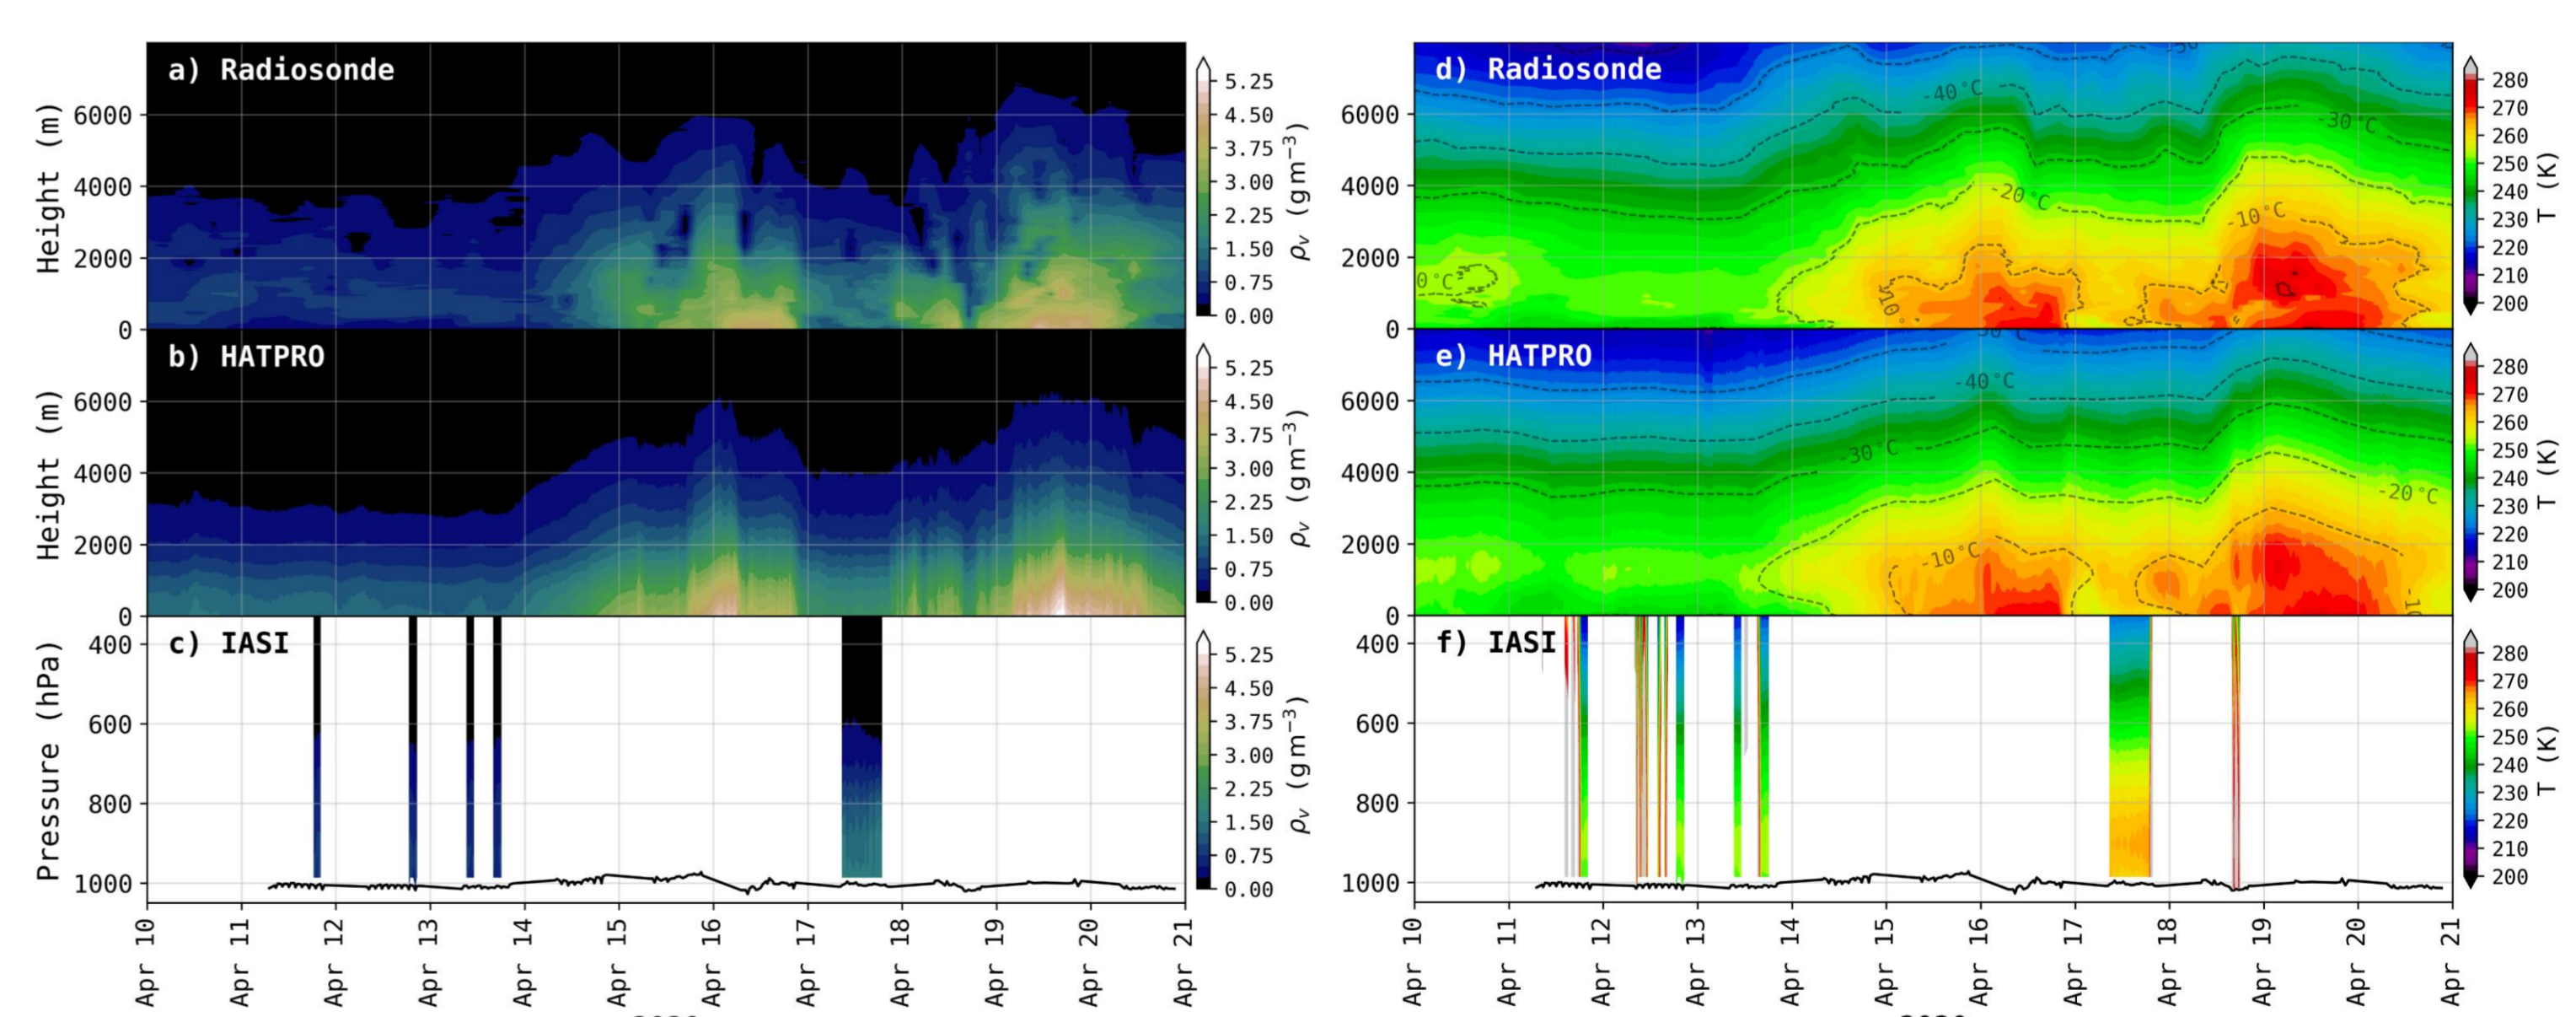 a) Radiosonde
Height (m)
6000
4000
2000
0
5.25
4.50
3.75
3.00
2.25
1.50
0.75
0.00
ρv (gm−3)
b) HATPRO
Height (m)
6000
4000
2000
0
5.25
4.50
3.75
3.00
2.25
1.50
0.75
0.00
ρv (gm−3)
c) IASI
Pressure (hPa)
400
600
800
1000
5.25
4.50
3.75
3.00
2.25
1.50
0.75
0.00
ρv (gm−3)
Apr 10
Apr 11
Apr 12
Apr 13
Apr 14
Apr 15
Apr 16
Apr 17
Apr 18
Apr 19
Apr 20
Apr 21
d) Radiosonde
6000
4000
2000
0
-40°C
-30°C
-20°C
-10°C
0°C
280
270
260
250
240
230
220
210
200
T (K)
e) HATPRO
6000
4000
2000
0
-40°C
-30°C
-20°C
-10°C
280
270
260
250
240
230
220
210
200
T (K)
f) IASI
400
600
800
1000
280
270
260
250
240
230
220
210
200
T (K)
Apr 10
Apr 11
Apr 12
Apr 13
Apr 14
Apr 15
Apr 16
Apr 17
Apr 18
Apr 19
Apr 20
Apr 21